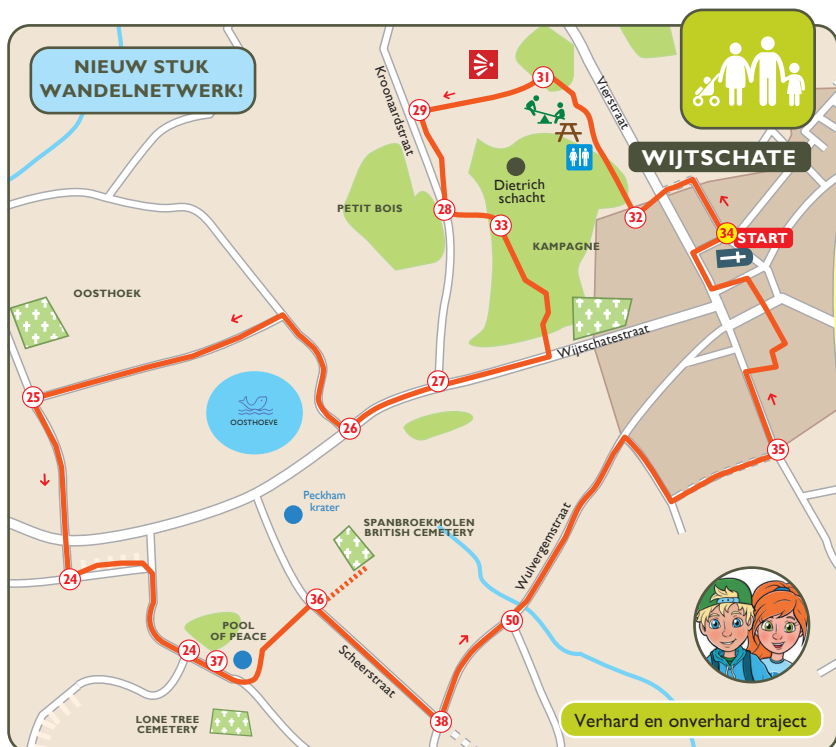 NIEUW STUK
WANDELNETWERK!
Kroonaardstraat
31
29
Vierstraat
WIJTSCHATE
Dietrich
schacht
PETIT BOIS
28
33
32
34
START
KAMPAGNE
OOSTHOEK
Wijtschatestraat
27
25
OOSTHOEVE
26
35
Peckham
krater
SPANBROEKMOLEN
BRITISH CEMETERY
Wulvergemstraat
24
36
50
POOL
OF PEACE
24
37
Scheerstraat
LONE TREE
CEMETERY
38
Verhard en onverhard traject